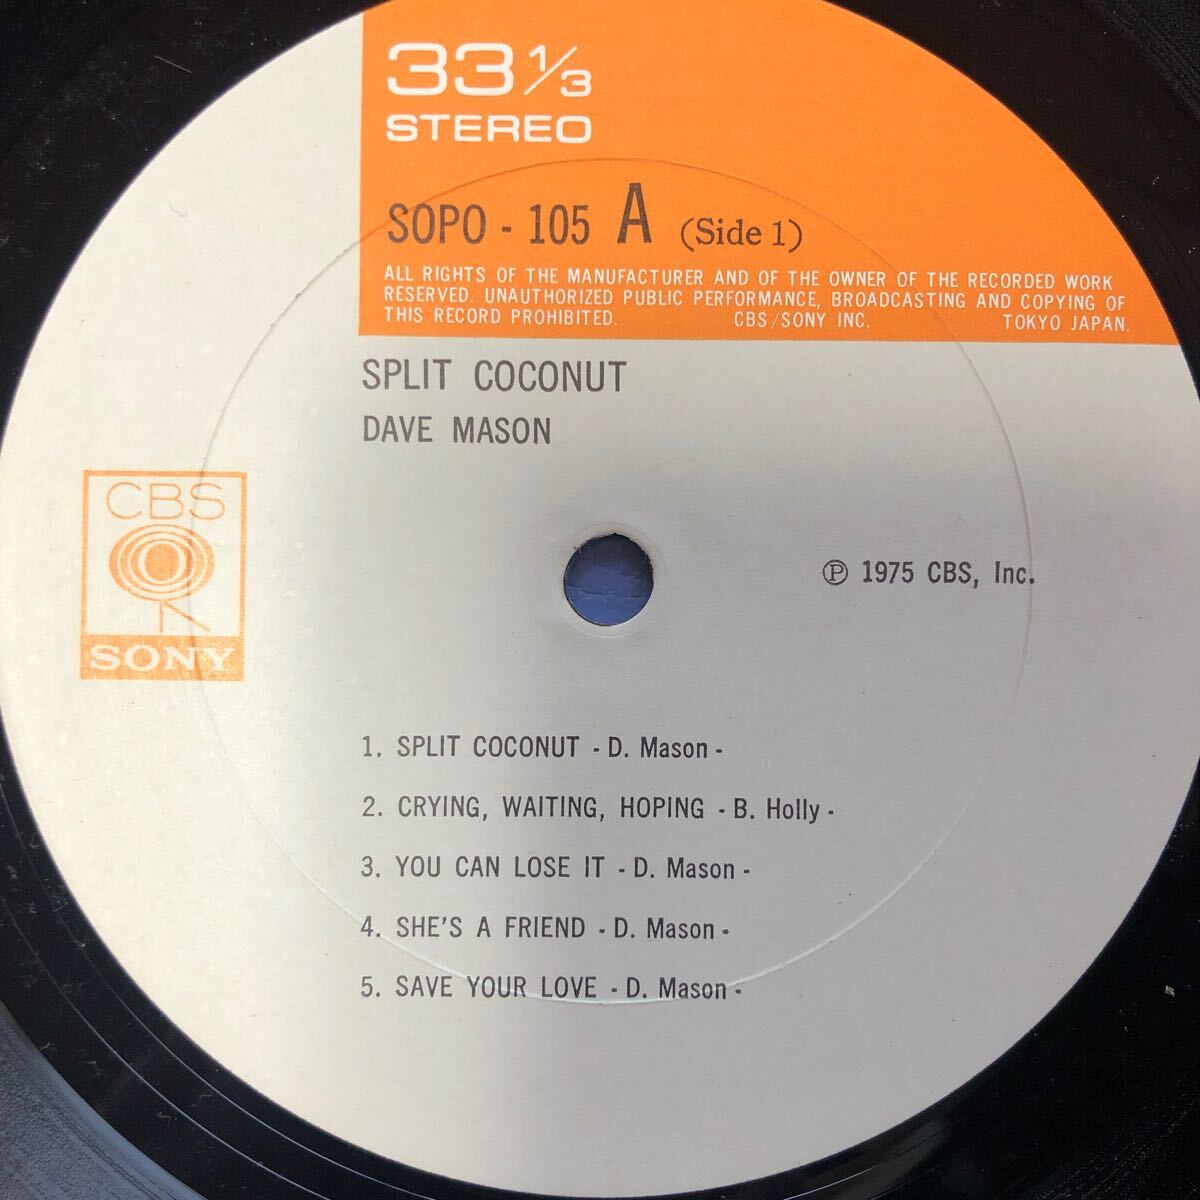 33 1/3
STEREO
SOPO - 105 A (Side 1)
ALL RIGHTS OF THE MANUFACTURER AND OF THE OWNER OF THE RECORDED WORK
RESERVED. UNAUTHORIZED PUBLIC PERFORMANCE, BROADCASTING AND COPYING OF
THIS RECORD PROHIBITED. CBS/SONY INC. TOKYO JAPAN.
SPLIT COCONUT
DAVE MASON
CBS
SONY
℗ 1975 CBS, Inc.
1. SPLIT COCONUT - D. Mason -
2. CRYING, WAITING, HOPING - B. Holly -
3. YOU CAN LOSE IT - D. Mason -
4. SHE'S A FRIEND - D. Mason -
5. SAVE YOUR LOVE - D. Mason -